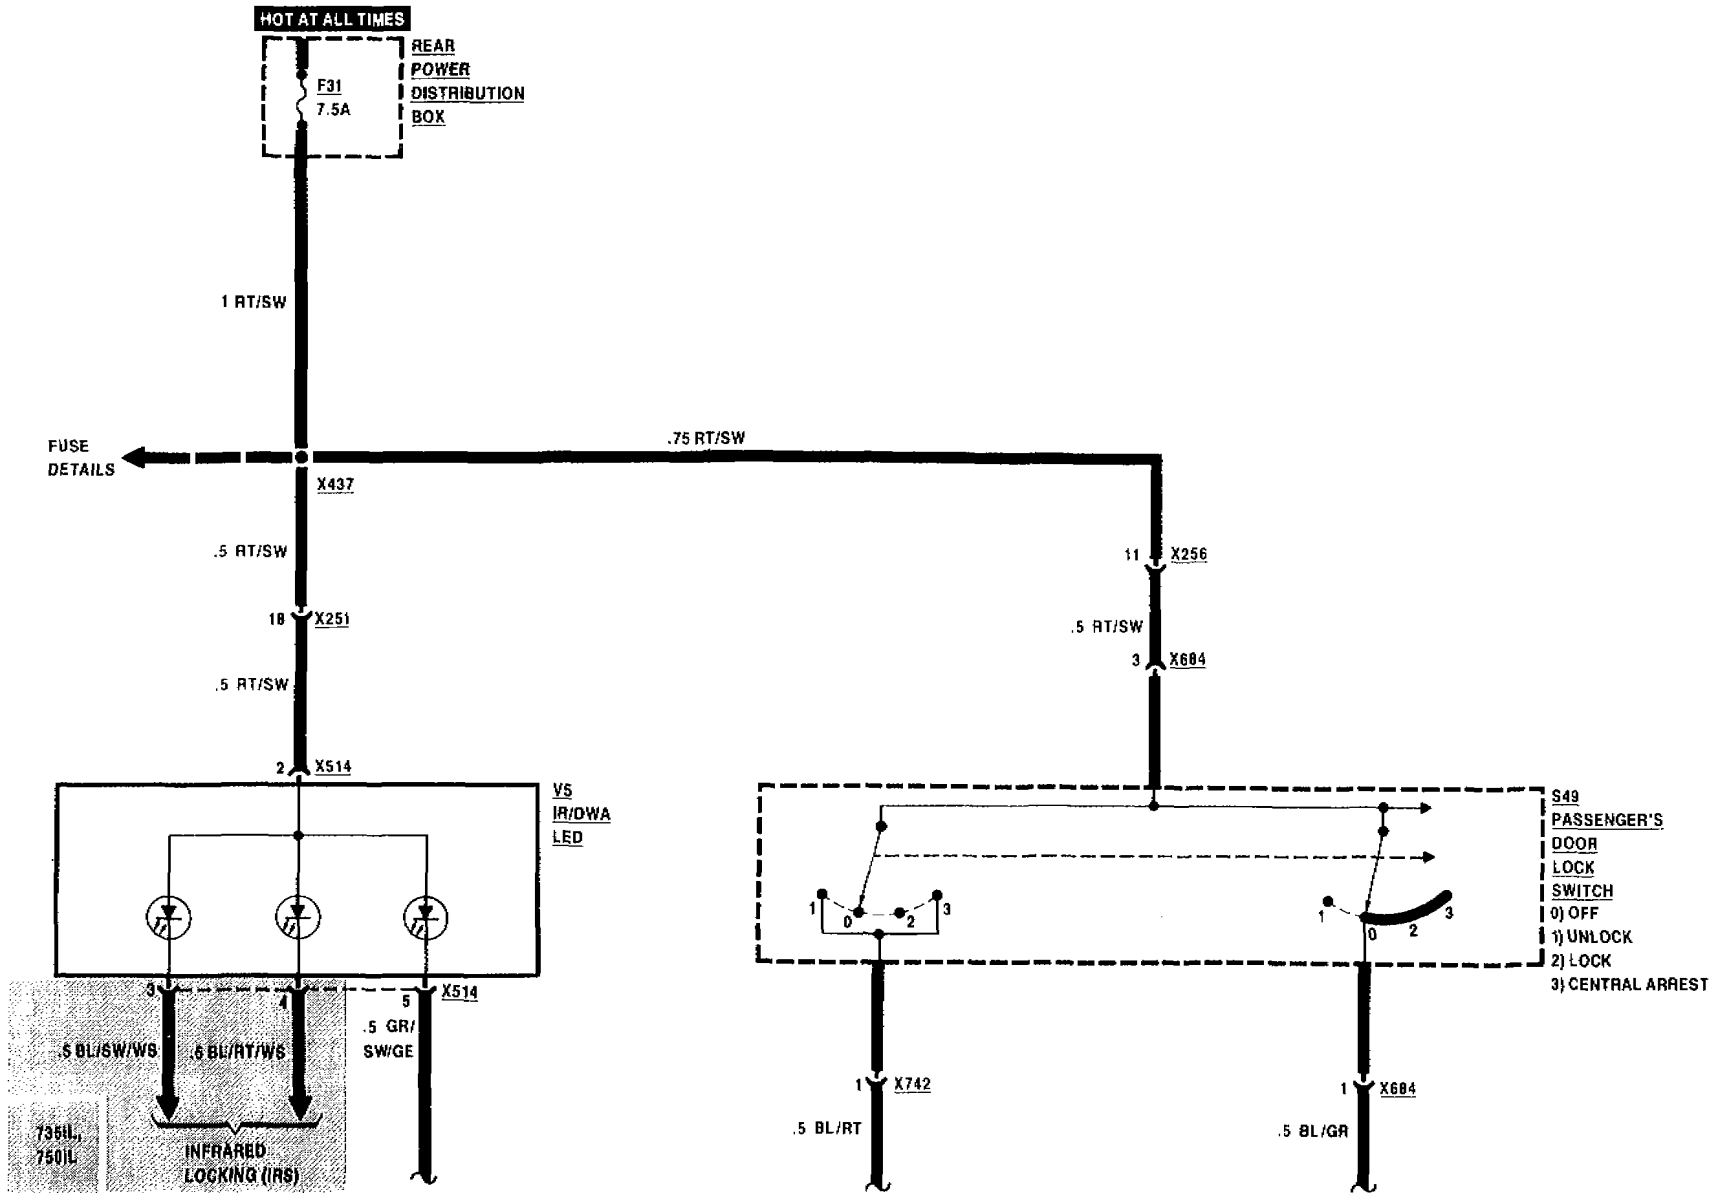 HOT AT ALL TIMES
REAR
POWER
DISTRIBUTION
BOX
F31
7.5A
1 RT/SW
FUSE
DETAILS
.75 RT/SW
X437
.5 RT/SW
11 X256
18 X251
.5 RT/SW
3 X684
.5 RT/SW
2 X514
V5
IR/DWA
LED
S49
PASSENGER'S
DOOR
LOCK
SWITCH
0) OFF
1) UNLOCK
2) LOCK
3) CENTRAL ARREST
1 0 2 3
1 0 2 3
3 4 5 X514
.5 GR/
SW/GE
.5 BL/SW/WS
.5 BL/RT/WS
1 X742
1 X684
.5 BL/RT
.5 BL/GR
735iL,
750iL
INFRARED
LOCKING (IRS)